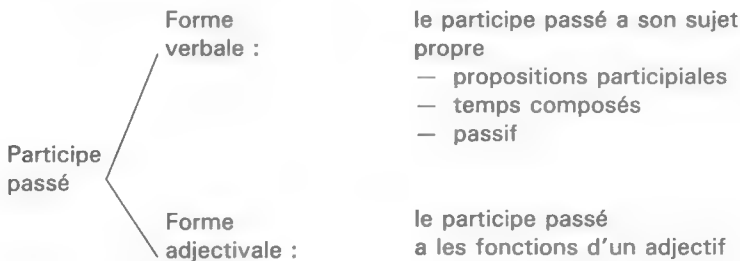 Forme
verbale :
le participe passé a son sujet
propre
— propositions participiales
— temps composés
— passif
Participe
passé
Forme
adjectivale :
le participe passé
a les fonctions d'un adjectif